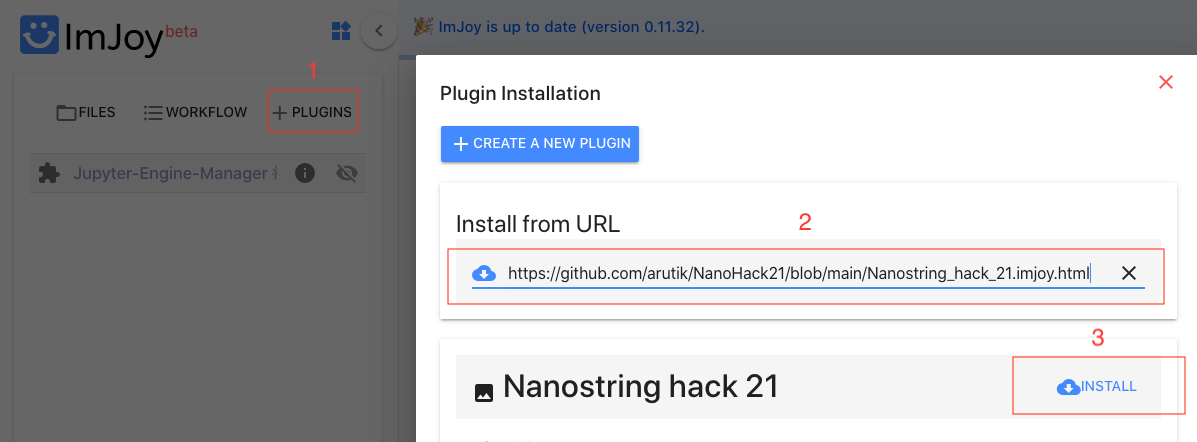 ImJoy beta
🎉 ImJoy is up to date (version 0.11.32).
1
FILES WORKFLOW + PLUGINS
Jupyter-Engine-Manager
Plugin Installation
+ CREATE A NEW PLUGIN
2
Install from URL
https://github.com/arutik/NanoHack21/blob/main/Nanostring_hack_21.imjoy.html
3
Nanostring hack 21
INSTALL